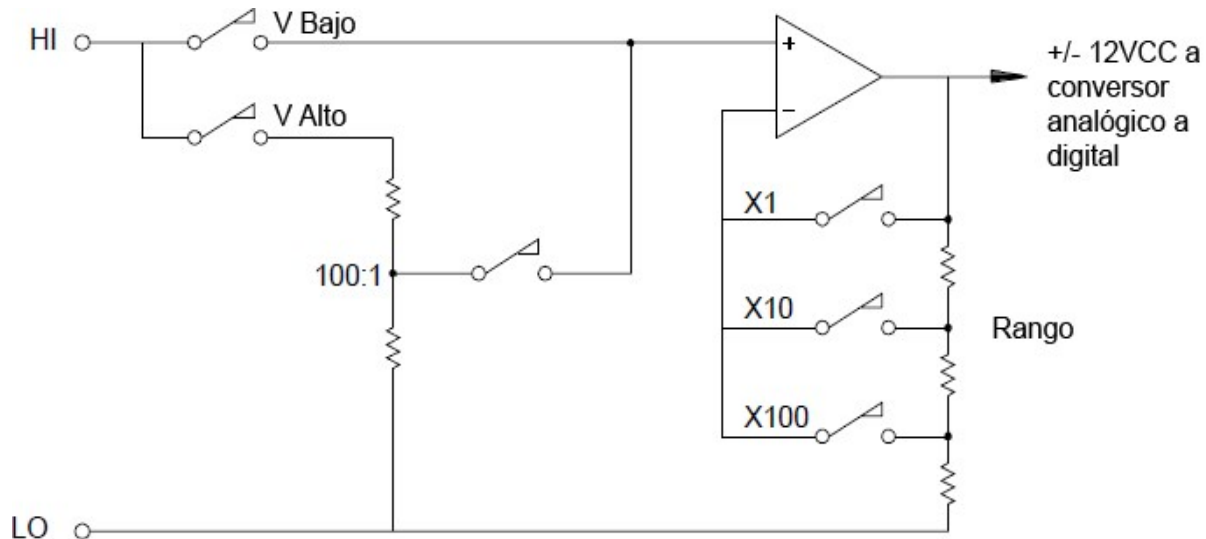 HI
V Bajo
V Alto
100:1
LO
+
−
X1
X10
X100
Rango
+/- 12VCC a
conversor
analógico a
digital